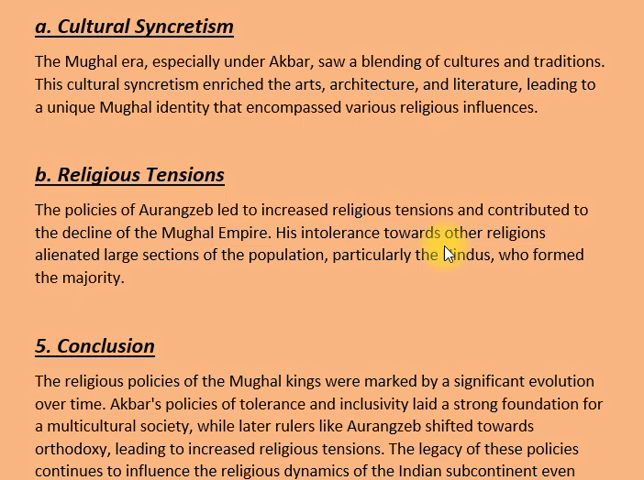 a. Cultural Syncretism
The Mughal era, especially under Akbar, saw a blending of cultures and traditions.
This cultural syncretism enriched the arts, architecture, and literature, leading to
a unique Mughal identity that encompassed various religious influences.
b. Religious Tensions
The policies of Aurangzeb led to increased religious tensions and contributed to
the decline of the Mughal Empire. His intolerance towards other religions
alienated large sections of the population, particularly the Hindus, who formed
the majority.
5. Conclusion
The religious policies of the Mughal kings were marked by a significant evolution
over time. Akbar's policies of tolerance and inclusivity laid a strong foundation for
a multicultural society, while later rulers like Aurangzeb shifted towards
orthodoxy, leading to increased religious tensions. The legacy of these policies
continues to influence the religious dynamics of the Indian subcontinent even